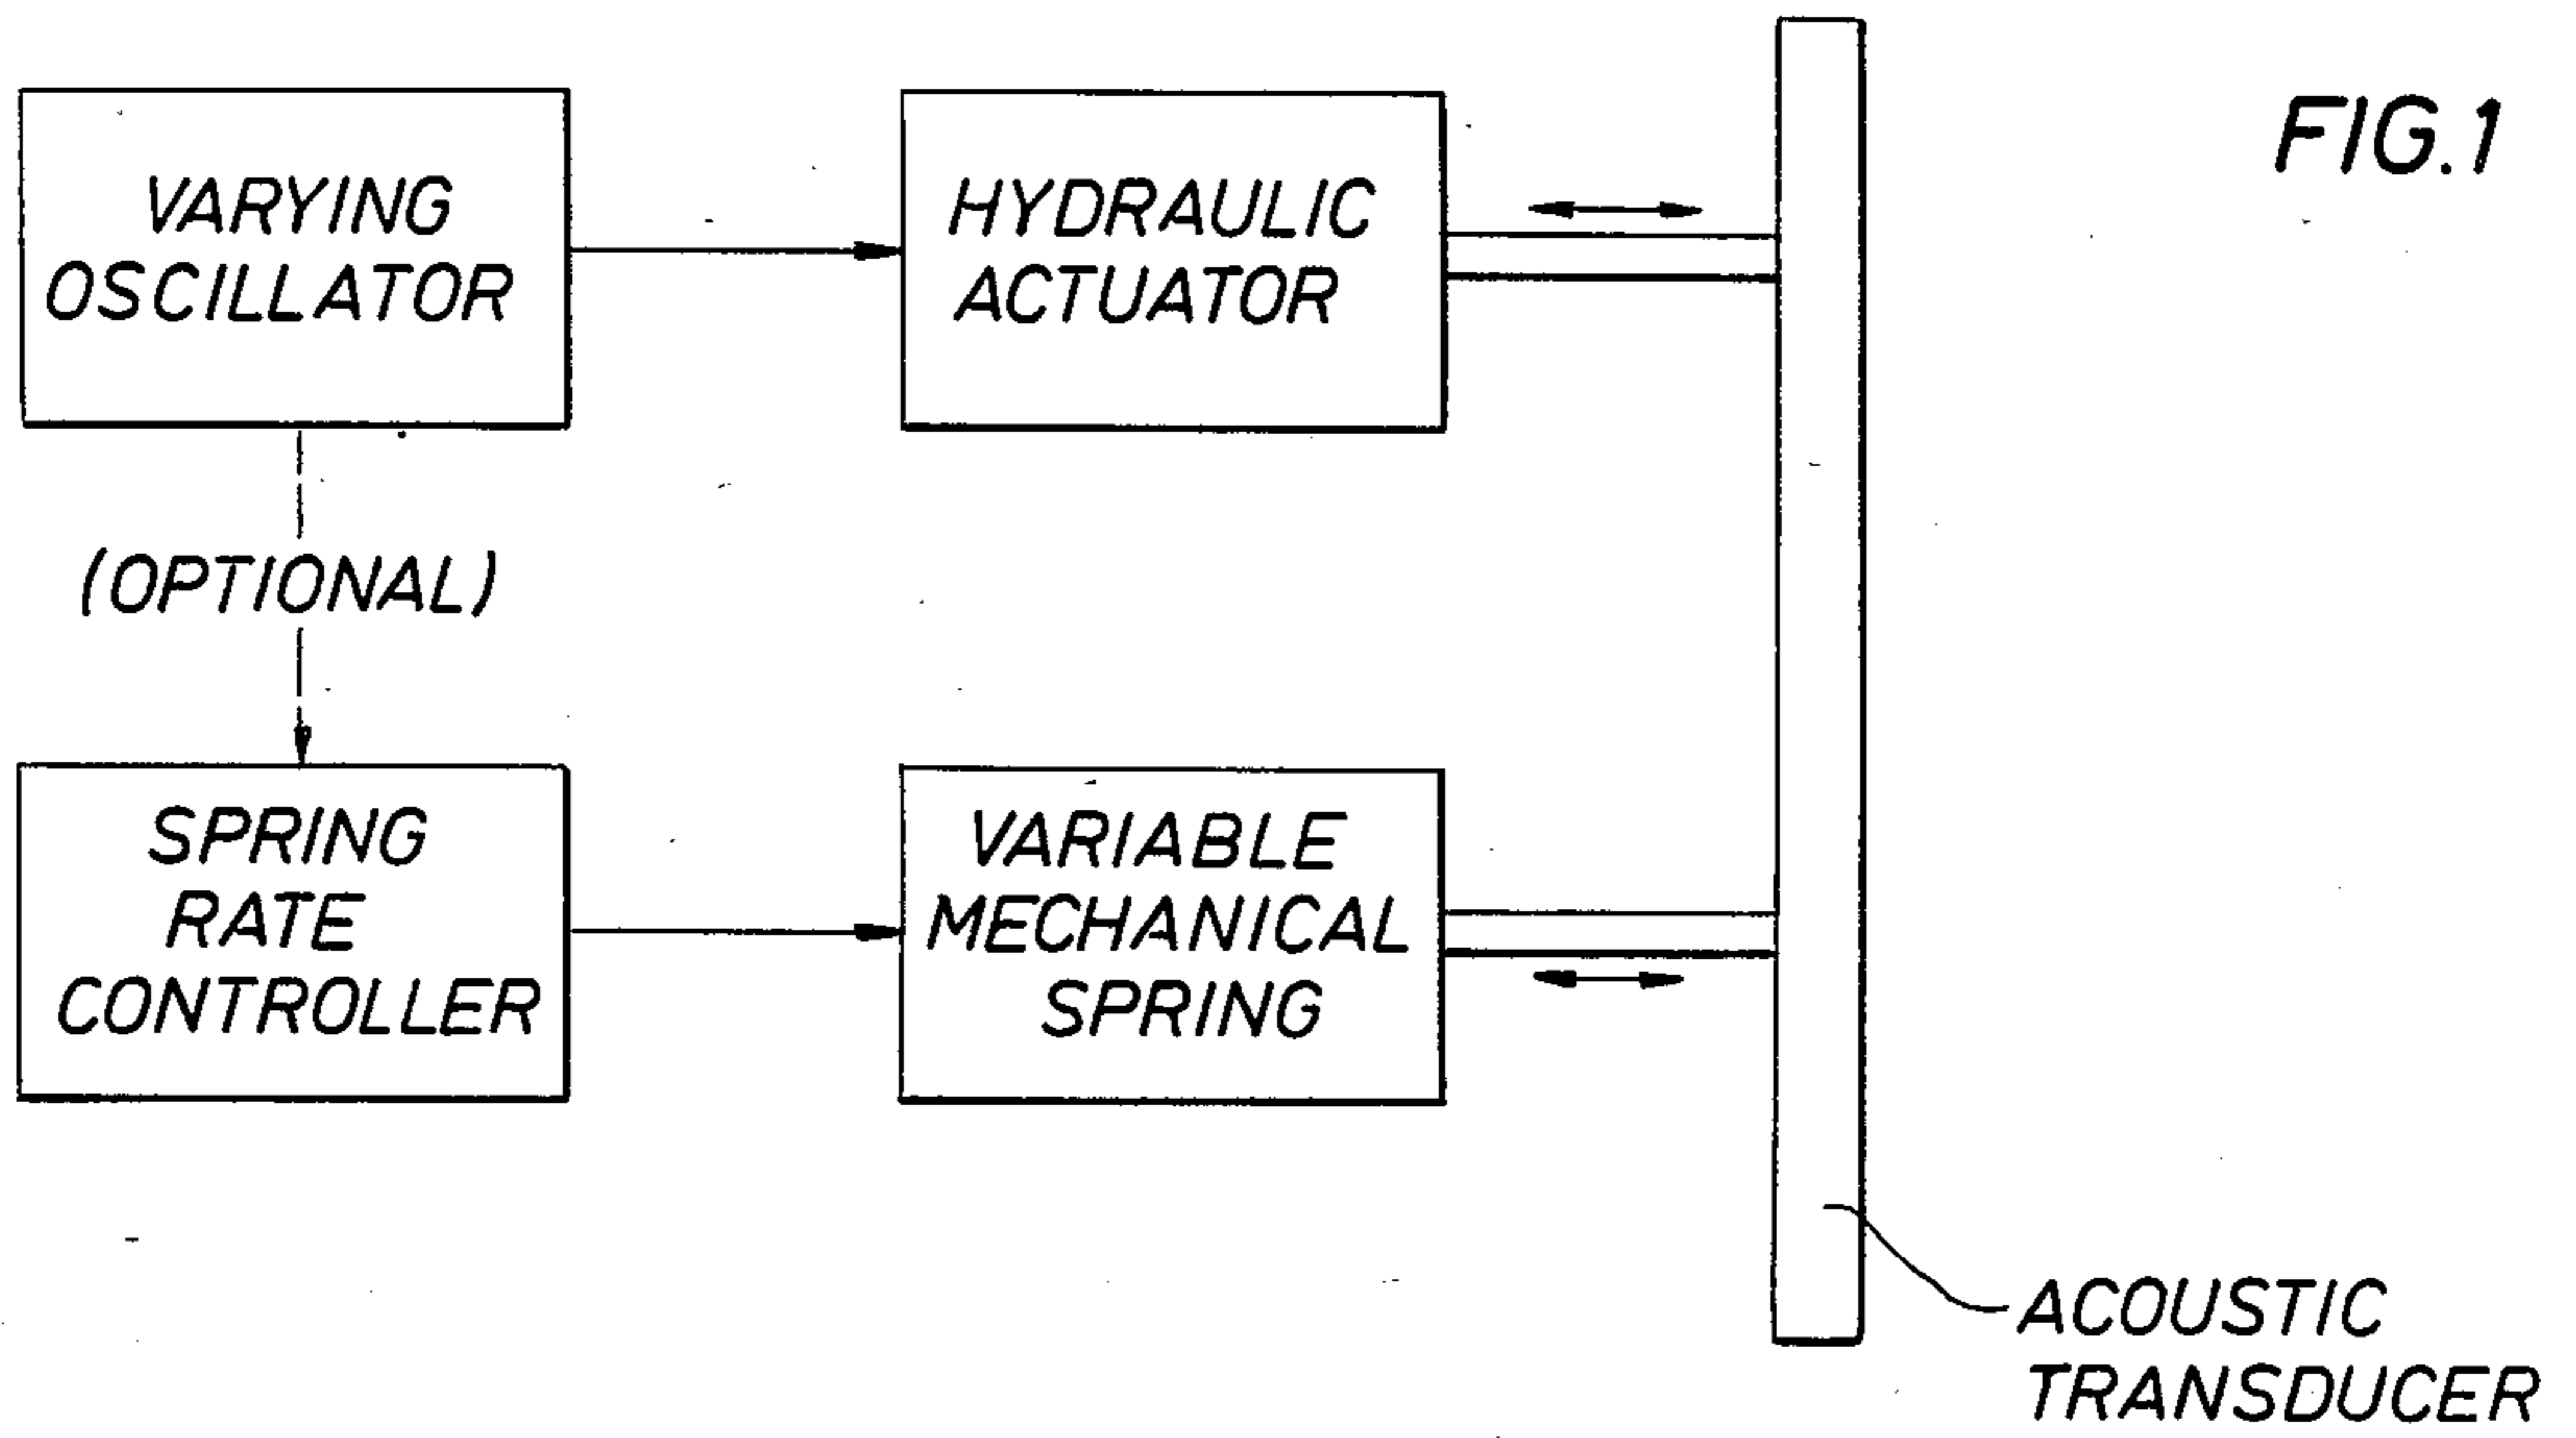 FIG.1
VARYING
OSCILLATOR
HYDRAULIC
ACTUATOR
(OPTIONAL)
SPRING
RATE
CONTROLLER
VARIABLE
MECHANICAL
SPRING
ACOUSTIC
TRANSDUCER